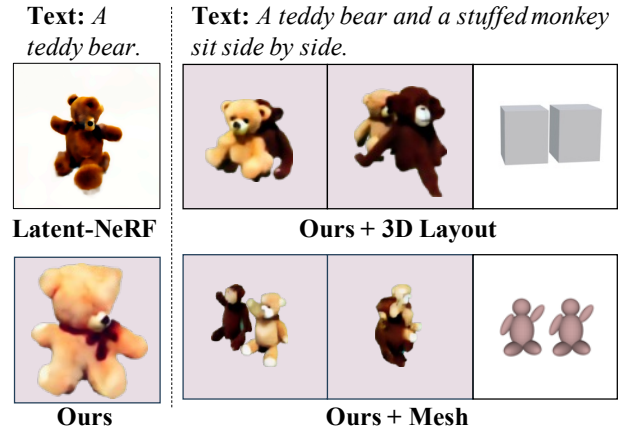 Text: A
teddy bear.
Latent-NeRF
Ours
Text: A teddy bear and a stuffed monkey
sit side by side.
Ours + 3D Layout
Ours + Mesh